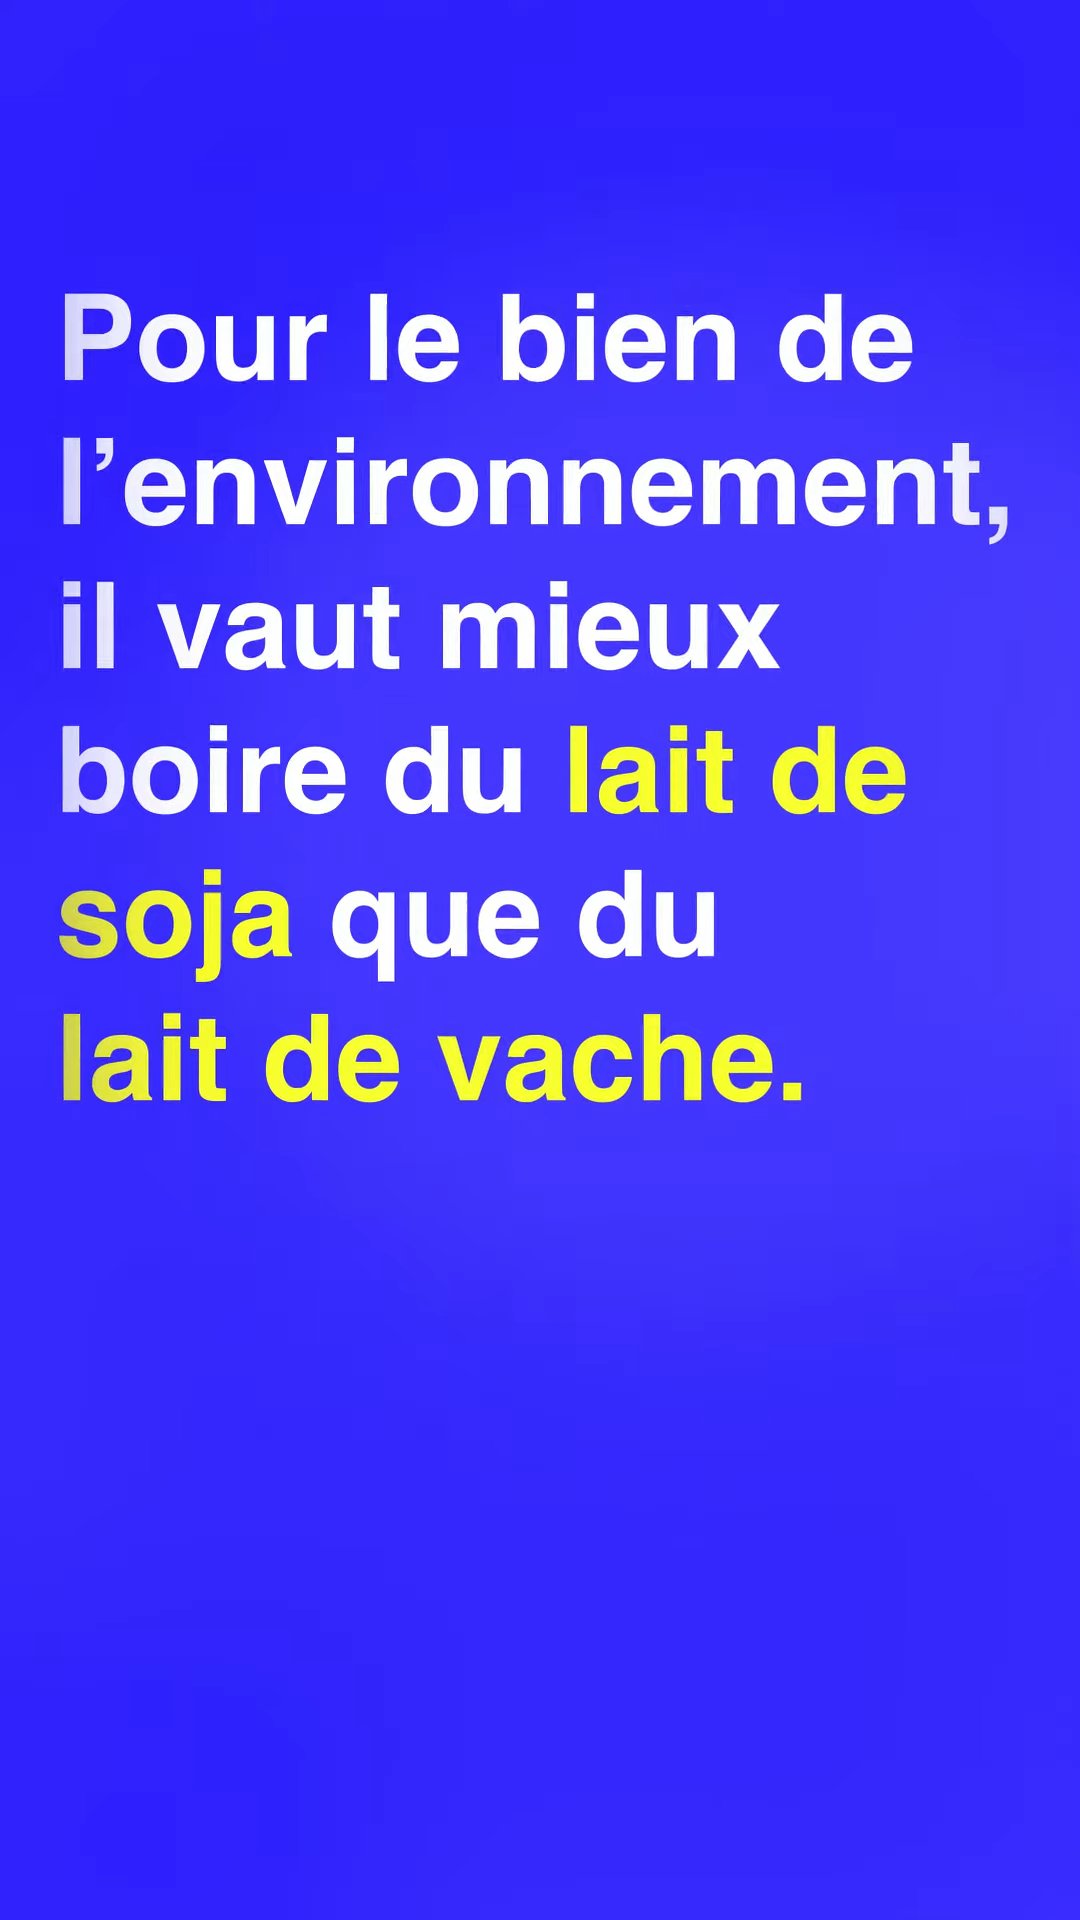 Pour le bien de
l’environnement,
il vaut mieux
boire du lait de
soja que du
lait de vache.